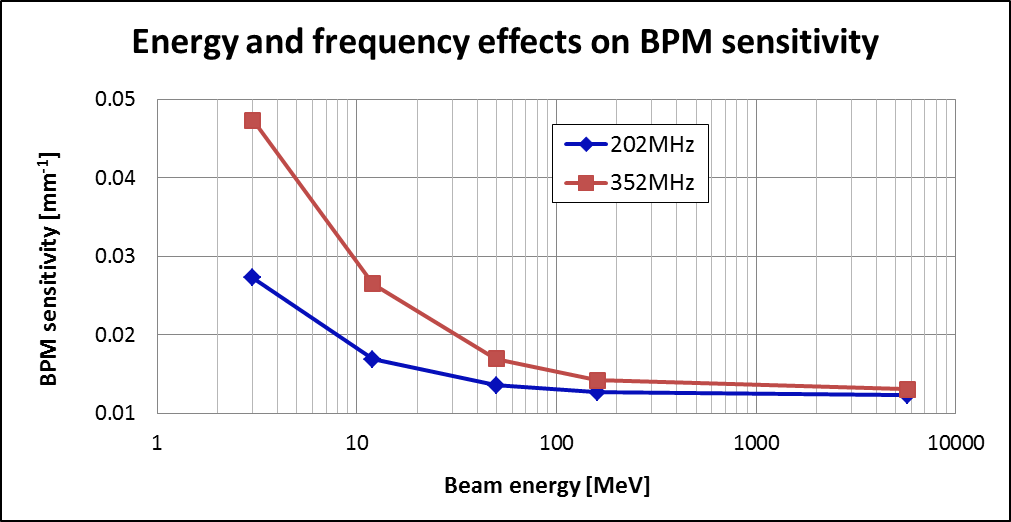 Energy and frequency effects on BPM sensitivity
0.05
0.04
0.03
0.02
0.01
BPM sensitivity [mm⁻¹]
202MHz
352MHz
1 10 100 1000 10000
Beam energy [MeV]